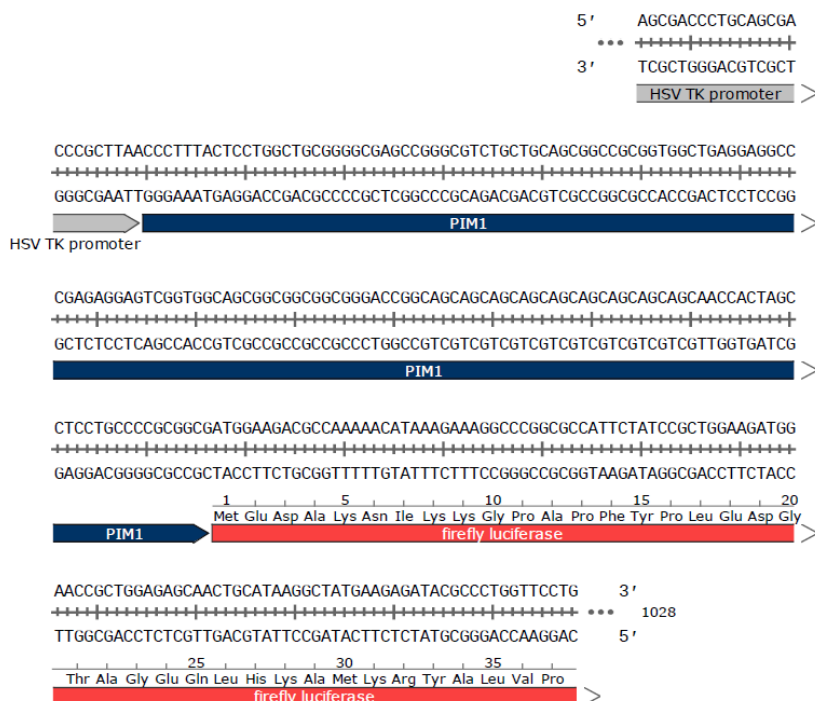 5′ AGCGACCCTGCAGCGA
3′ TCGCTGGGACGTCGCT
HSV TK promoter
CCCGCTTAACCCTTTACTCCTGGCTGCGGGGCGAGCCGGGCGTCTGCTGCAGCGGCCGCGGTGGCTGAGGAGGCC
GGGCGAATTGGGAAATGAGGACCGACGCCCCGCTCGGCCCGCAGACGACGTCGCCGGCGCCACCGACTCCTCCGG
PIM1
HSV TK promoter
CGAGAGGAGTCGGTGGCAGCGGCGGCGGCGGGACCGGCAGCAGCAGCAGCAGCAGCAGCAGCAGCAACCACTAGC
GCTCTCCTCAGCCACCGTCGCCGCCGCCGCCCTGGCCGTCGTCGTCGTCGTCGTCGTCGTCGTCGTTGGTGATCG
PIM1
CTCCTGCCCCGCGGCGATGGAAGACGCCAAAAACATAAAGAAAGGCCCGGCGCCATTCTATCCGCTGGAAGATGG
GAGGACGGGGCGCCGCTACCTTCTGCGGTTTTTGTATTTCTTTCCGGGCCGCGGTAAGATAGGCGACCTTCTACC
1 5 10 15 20
Met Glu Asp Ala Lys Asn Ile Lys Lys Gly Pro Ala Pro Phe Tyr Pro Leu Glu Asp Gly
PIM1 firefly luciferase
AACCGCTGGAGAGCAACTGCATAAGGCTATGAAGAGATACGCCCTGGTTCCTG 3′
1028
TTGGCGACCTCTCGTTGACGTATTCCGATACTTCTCTATGCGGGACCAAGGAC 5′
25 30 35
Thr Ala Gly Glu Gln Leu His Lys Ala Met Lys Arg Tyr Ala Leu Val Pro
firefly luciferase